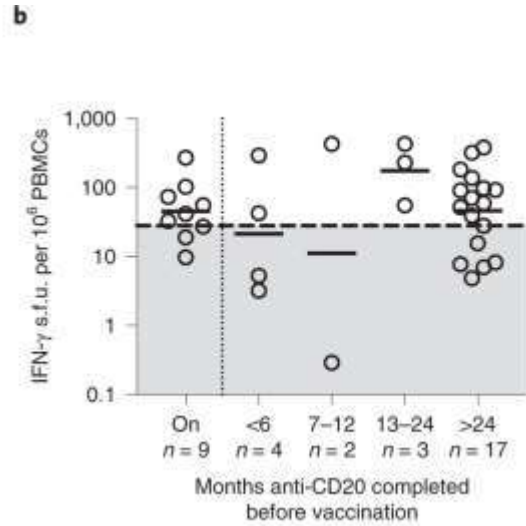 b
IFN-γ s.f.u. per 10⁶ PBMCs
1,000
100
10
1
0.1
On <6 7–12 13–24 >24
n = 9 n = 4 n = 2 n = 3 n = 17
Months anti-CD20 completed
before vaccination